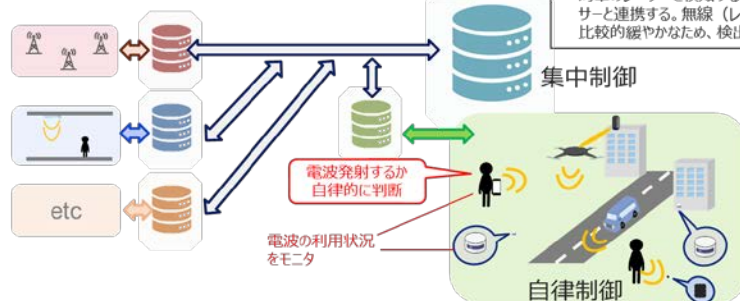 サーと連携する。無線（レ
比較的緩やかなため、検出
集中制御
etc
電波発射するか
自律的に判断
電波の利用状況
をモニタ
自律制御